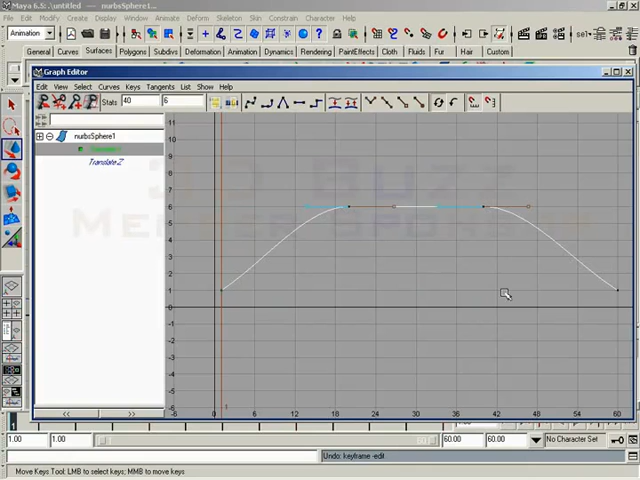 Maya 6.5: \untitled --- nurbsSphere1...
File Edit Modify Create Display Window Animate Deform Skeleton Skin Constrain Character Help
Animation sel
General Curves Surfaces Polygons Subdivs Deformation Animation Dynamics Rendering PaintEffects Cloth Fluids Fur Hair Custom
Graph Editor
Edit View Select Curves Keys Tangents List Show Help
Stats 40 6
nurbsSphere1
Translate Z
11
10
9
8
7
6
5
4
3
2
1
0
-1
-2
-3
-4
-5
-6
3D Buzz
1
0 6 12 18 24 30 36 42 48 54 60
<< >>
1.00 1.00 60.00 60.00 No Character Set
Undo: keyframe -edit
Move Keys Tool: LMB to select keys; MMB to move keys